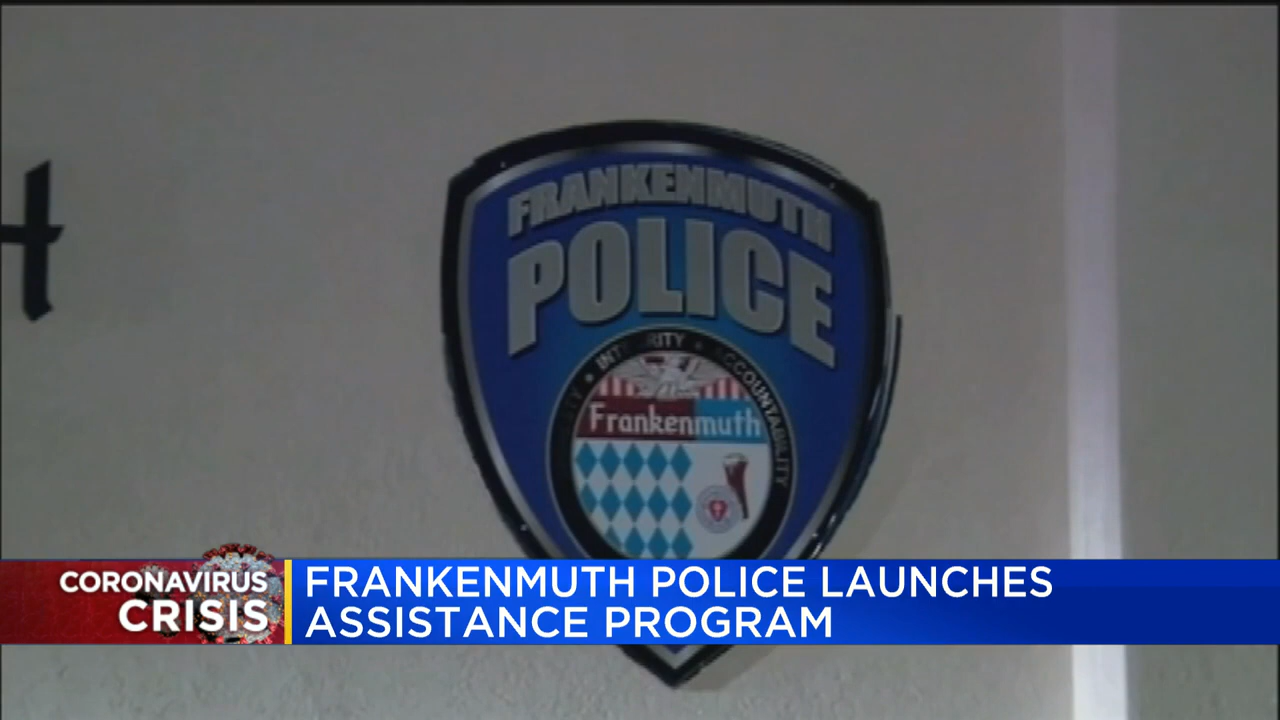 H
FRANKENMUTH
POLICE
INTEGRITY • ACCOUNTABILITY
Frankenmuth
CORONAVIRUS
CRISIS
FRANKENMUTH POLICE LAUNCHES
ASSISTANCE PROGRAM